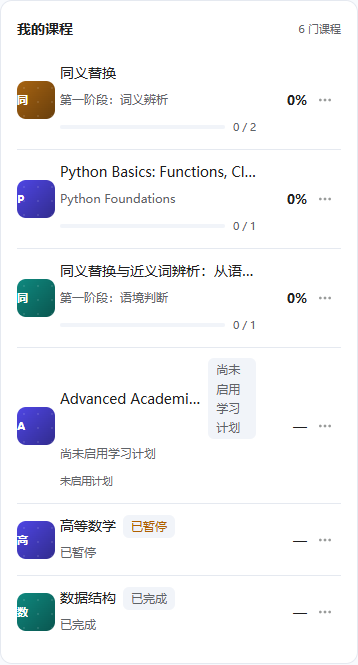 我的课程
6 门课程
同
同义替换
第一阶段：词义辨析
0%
0 / 2
P
Python Basics: Functions, Cl...
Python Foundations
0%
0 / 1
同
同义替换与近义词辨析：从语...
第一阶段：语境判断
0%
0 / 1
A
Advanced Academi...
尚未
启用
学习
计划
尚未启用学习计划
未启用计划
—
高
高等数学
已暂停
已暂停
—
数
数据结构
已完成
已完成
—